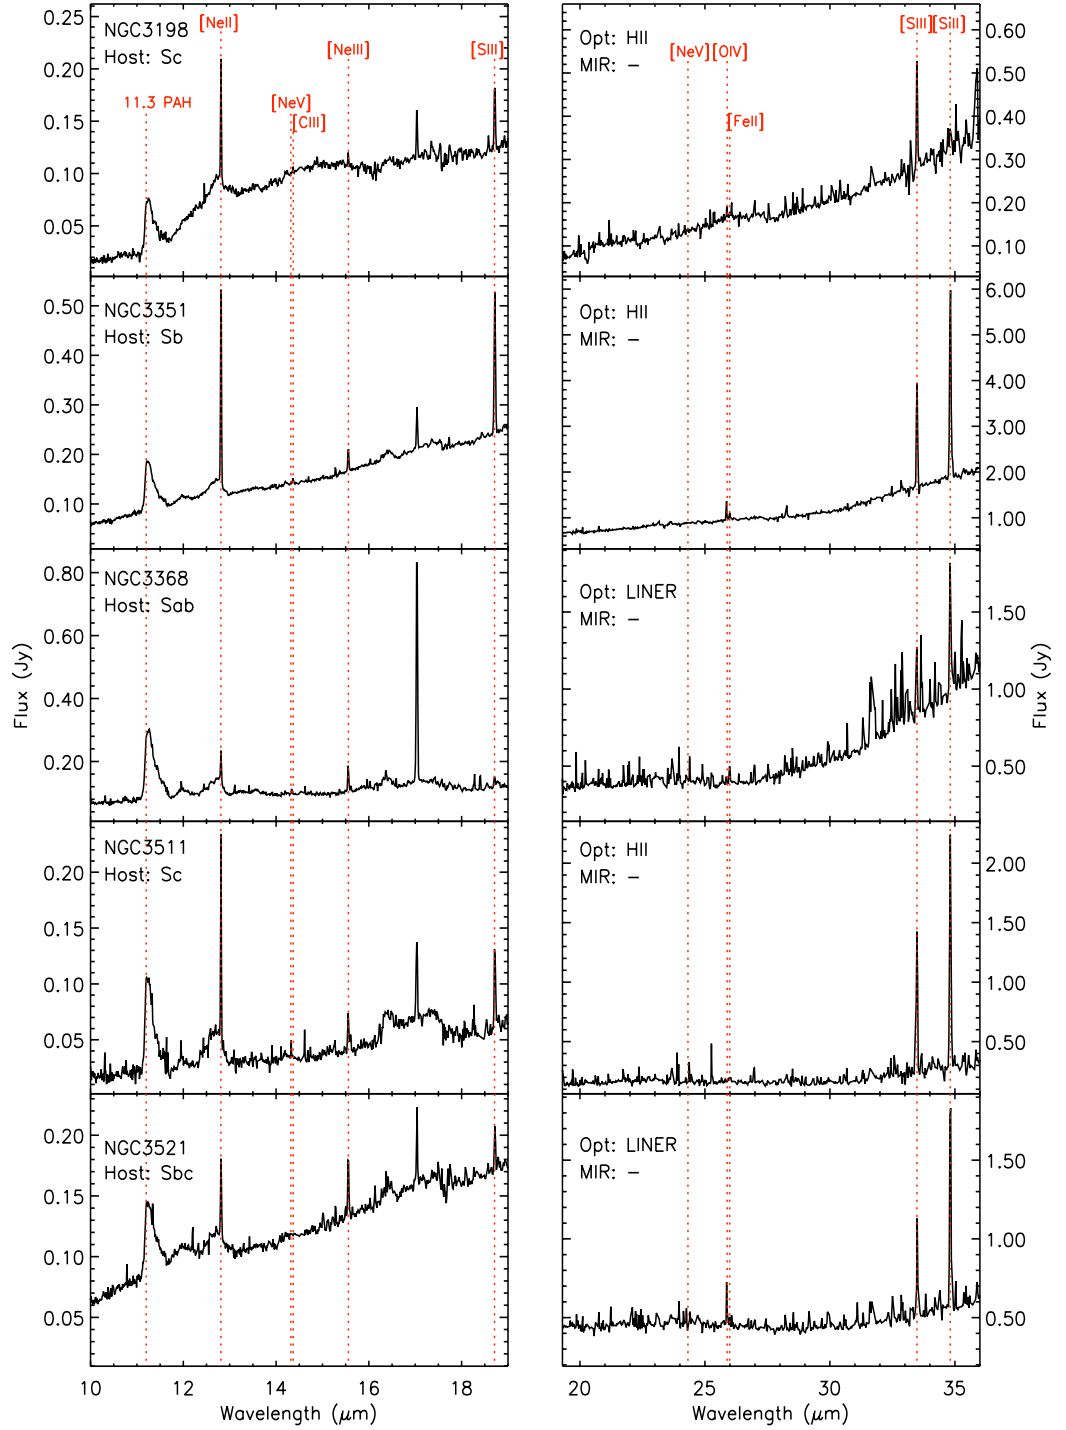 NGC3198
Host: Sc
[NeII]
[NeIII]
[SIII]
11.3 PAH
[NeV]
[CIII]
0.25
0.20
0.15
0.10
0.05
Opt: HII
MIR: –
[SIII][SiII]
[NeV][OIV]
[FeII]
0.60
0.50
0.40
0.30
0.20
0.10
NGC3351
Host: Sb
0.50
0.40
0.30
0.20
0.10
Opt: HII
MIR: –
6.00
5.00
4.00
3.00
2.00
1.00
NGC3368
Host: Sab
0.80
0.60
0.40
0.20
Flux (Jy)
Opt: LINER
MIR: –
1.50
1.00
0.50
Flux (Jy)
NGC3511
Host: Sc
0.20
0.15
0.10
0.05
Opt: HII
MIR: –
2.00
1.50
1.00
0.50
NGC3521
Host: Sbc
0.20
0.15
0.10
0.05
Opt: LINER
MIR: –
1.50
1.00
0.50
10 12 14 16 18
Wavelength (μm)
20 25 30 35
Wavelength (μm)